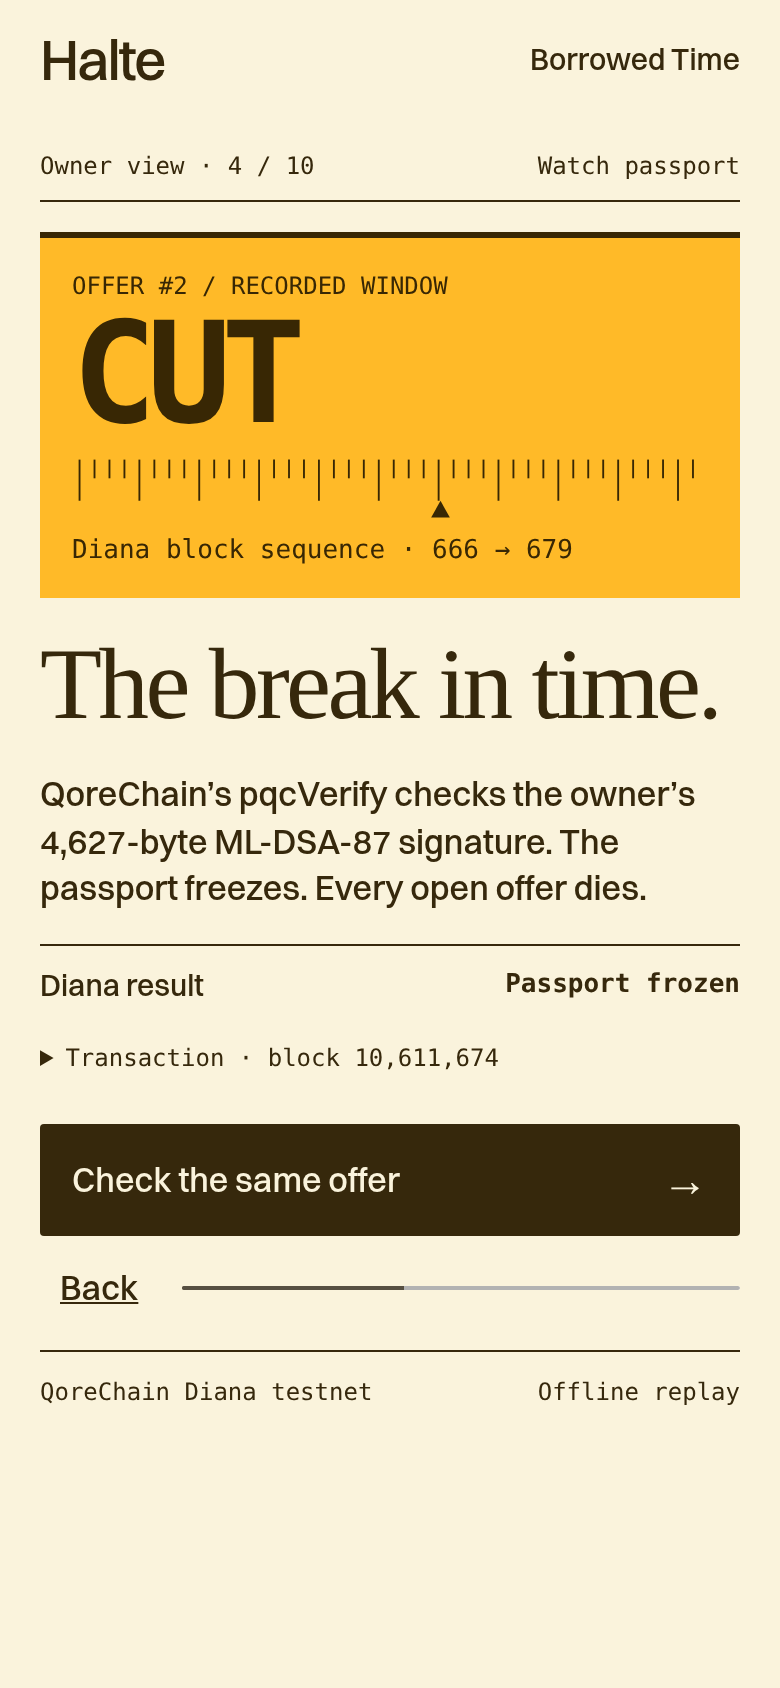 Halte
Borrowed Time
Owner view · 4 / 10
Watch passport
OFFER #2 / RECORDED WINDOW
CUT
Diana block sequence · 666 → 679
The break in time.
QoreChain’s pqcVerify checks the owner’s
4,627-byte ML-DSA-87 signature. The
passport freezes. Every open offer dies.
Diana result
Passport frozen
Transaction · block 10,611,674
Check the same offer →
Back
QoreChain Diana testnet
Offline replay